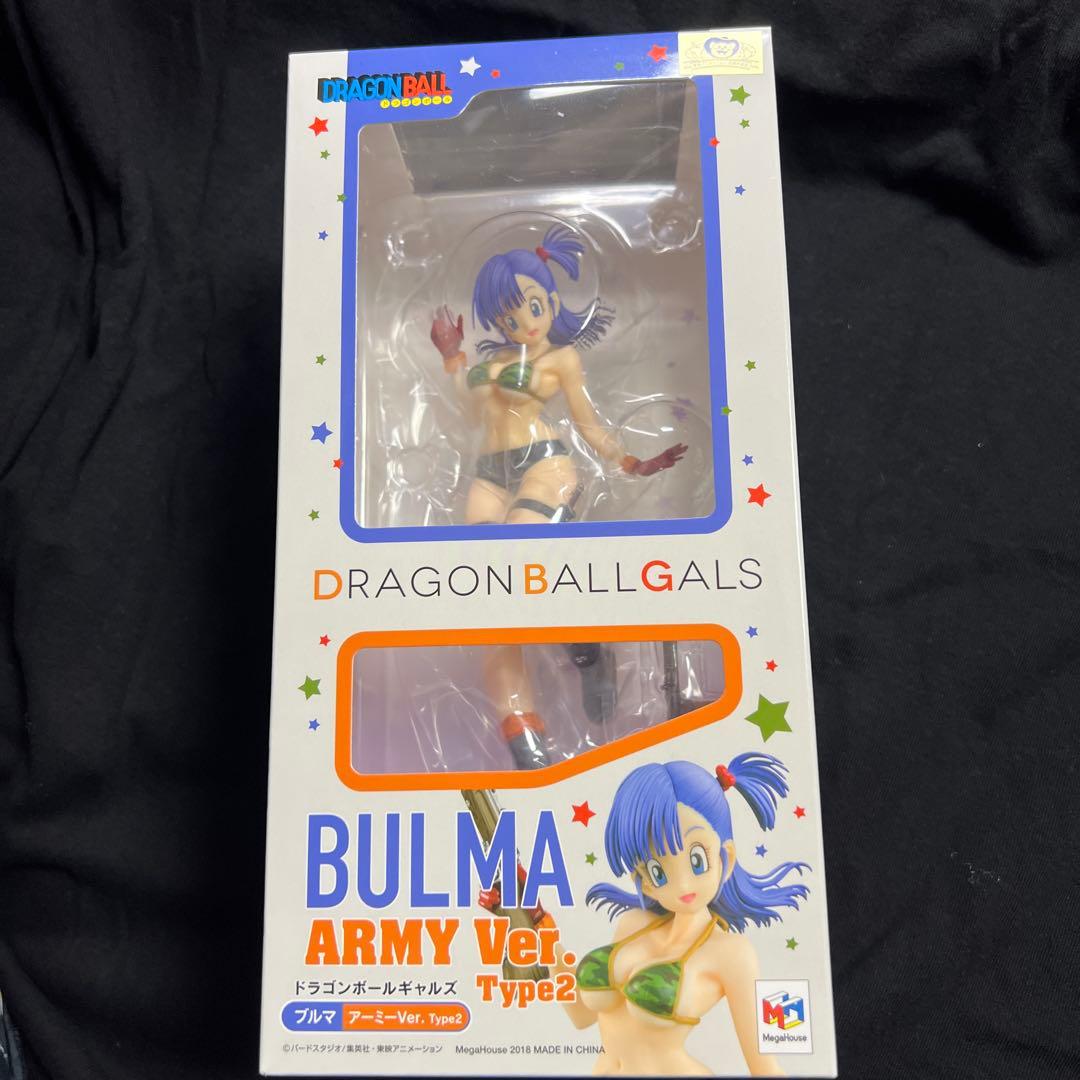 DRAGONBALL
ドラゴンボール
DRAGON BALL GALS
BULMA
ARMY Ver.
Type2
ドラゴンボールギャルズ
ブルマ アーミーVer. Type2
©バードスタジオ/集英社・東映アニメーション MegaHouse 2018 MADE IN CHINA
MegaHouse